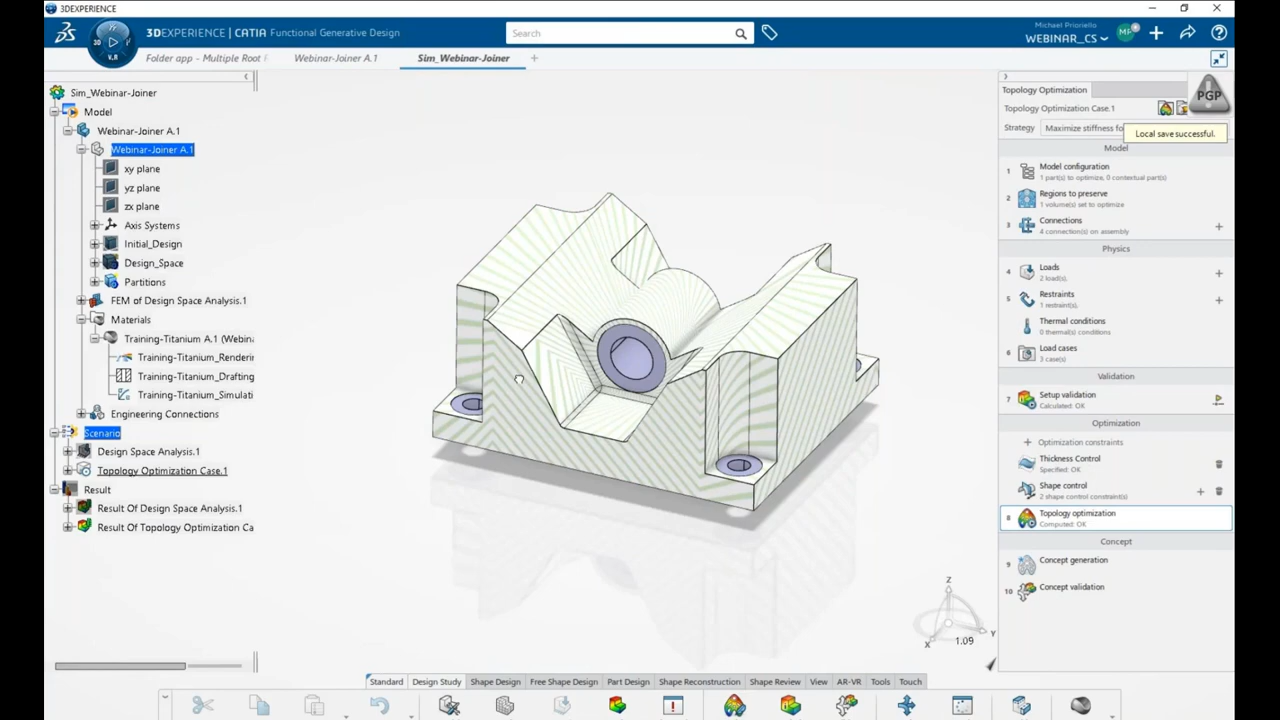 3DEXPERIENCE
3DEXPERIENCE | CATIA Functional Generative Design
Search
Michael Prioriello
WEBINAR_CS
MP
3D
V.R
Folder app - Multiple Root F
Webinar-Joiner A.1
Sim_Webinar-Joiner
Sim_Webinar-Joiner
Model
Webinar-Joiner A.1
Webinar-Joiner A.1
xy plane
yz plane
zx plane
Axis Systems
Initial_Design
Design_Space
Partitions
FEM of Design Space Analysis.1
Materials
Training-Titanium A.1 (Webina
Training-Titanium_Renderin
Training-Titanium_Drafting
Training-Titanium_Simulati
Engineering Connections
Scenario
Design Space Analysis.1
Topology Optimization Case.1
Result
Result Of Design Space Analysis.1
Result Of Topology Optimization Ca
Topology Optimization
PGP
Topology Optimization Case.1
Strategy
Maximize stiffness fo
Local save successful.
Model
1
Model configuration
1 part(s) to optimize, 0 contextual part(s)
2
Regions to preserve
1 volume(s) set to optimize
3
Connections
4 connection(s) on assembly
Physics
4
Loads
2 load(s).
5
Restraints
1 restraint(s).
Thermal conditions
0 thermal(s) conditions.
6
Load cases
3 case(s)
Validation
7
Setup validation
Calculated: OK
Optimization
+ Optimization constraints
Thickness Control
Specified: OK
Shape control
2 shape control constraint(s)
8
Topology optimization
Computed: OK
Concept
9
Concept generation
10
Concept validation
Z
Y
X
1.09
Standard
Design Study
Shape Design
Free Shape Design
Part Design
Shape Reconstruction
Shape Review
View
AR-VR
Tools
Touch